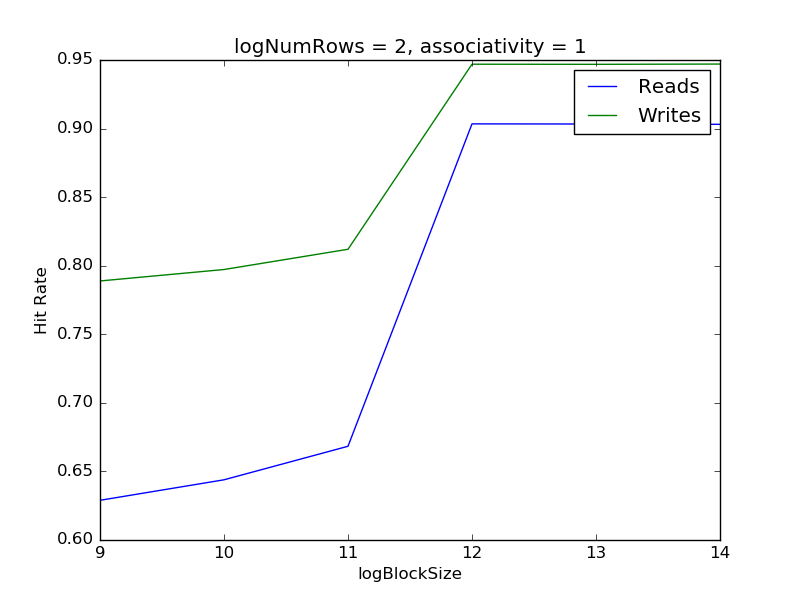 logNumRows = 2, associativity = 1
0.95
0.90
0.85
0.80
0.75
0.70
0.65
0.60
Hit Rate
Reads
Writes
9 10 11 12 13 14
logBlockSize